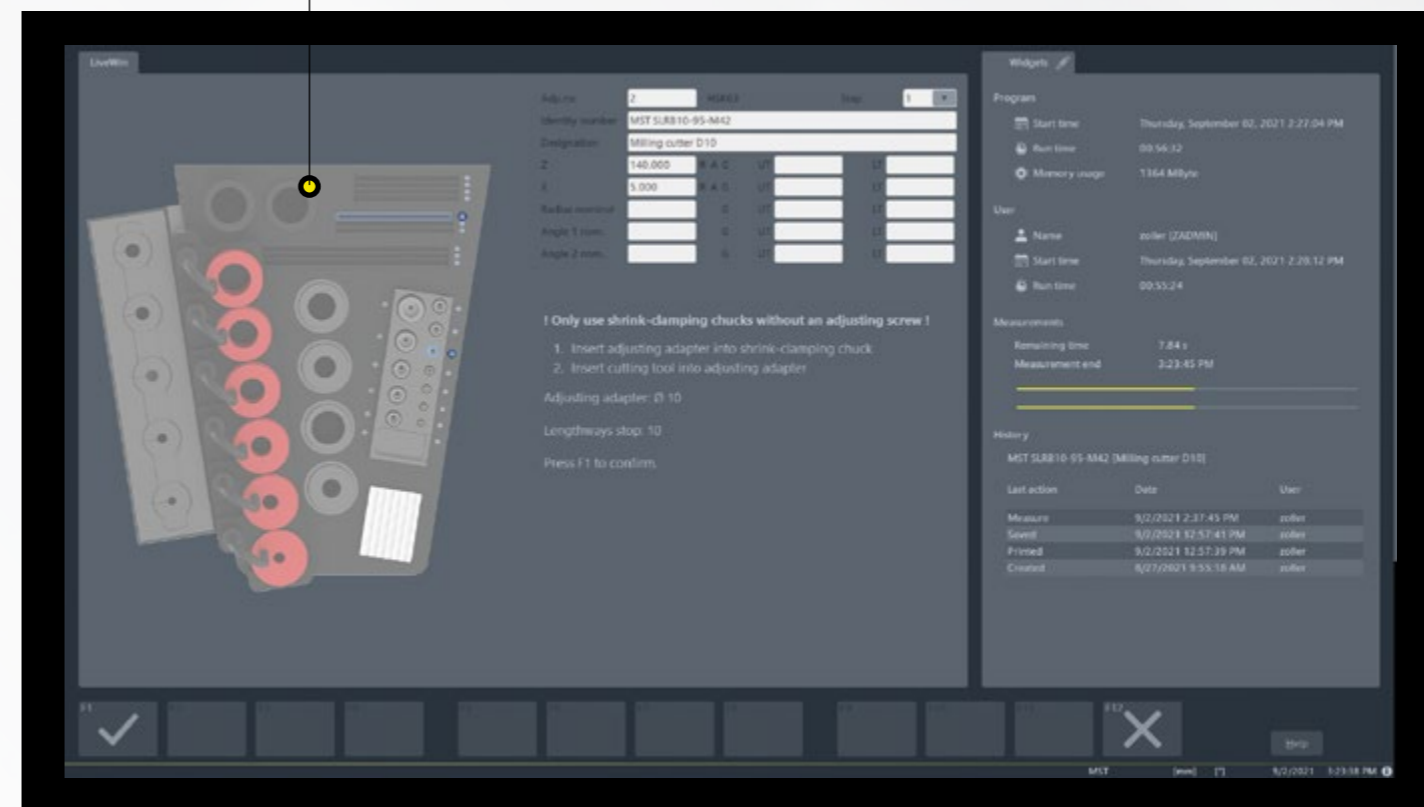 LiveWin
Adp.no. 2 HSK63 Step 1
Identity number MST SLRB10-95-M42
Designation Milling cutter D10
Z 140.000 R A G UT LT
X 5.000 R A G UT LT
Radius nominal G UT LT
Angle 1 nom. G UT LT
Angle 2 nom. G UT LT
! Only use shrink-clamping chucks without an adjusting screw !
1. Insert adjusting adapter into shrink-clamping chuck
2. Insert cutting tool into adjusting adapter
Adjusting adapter: Ø 10
Lengthways stop: 10
Press F1 to confirm.
Widgets
Program
Start time Thursday, September 02, 2021 2:27:04 PM
Run time 00:56:32
Memory usage 1364 MByte
User
Name zoller (ZADMIN)
Start time Thursday, September 02, 2021 2:28:12 PM
Run time 00:55:24
Measurements
Remaining time 7.84 s
Measurement end 3:23:45 PM
History
MST SLRB10-95-M42 [Milling cutter D10]
Last action Date User
Measure 9/2/2021 2:37:45 PM zoller
Saved 9/2/2021 12:57:41 PM zoller
Printed 9/2/2021 12:57:39 PM zoller
Created 8/27/2021 9:55:18 AM zoller
F1
F12
Help
MST [mm] [°] 9/2/2021 3:23:38 PM